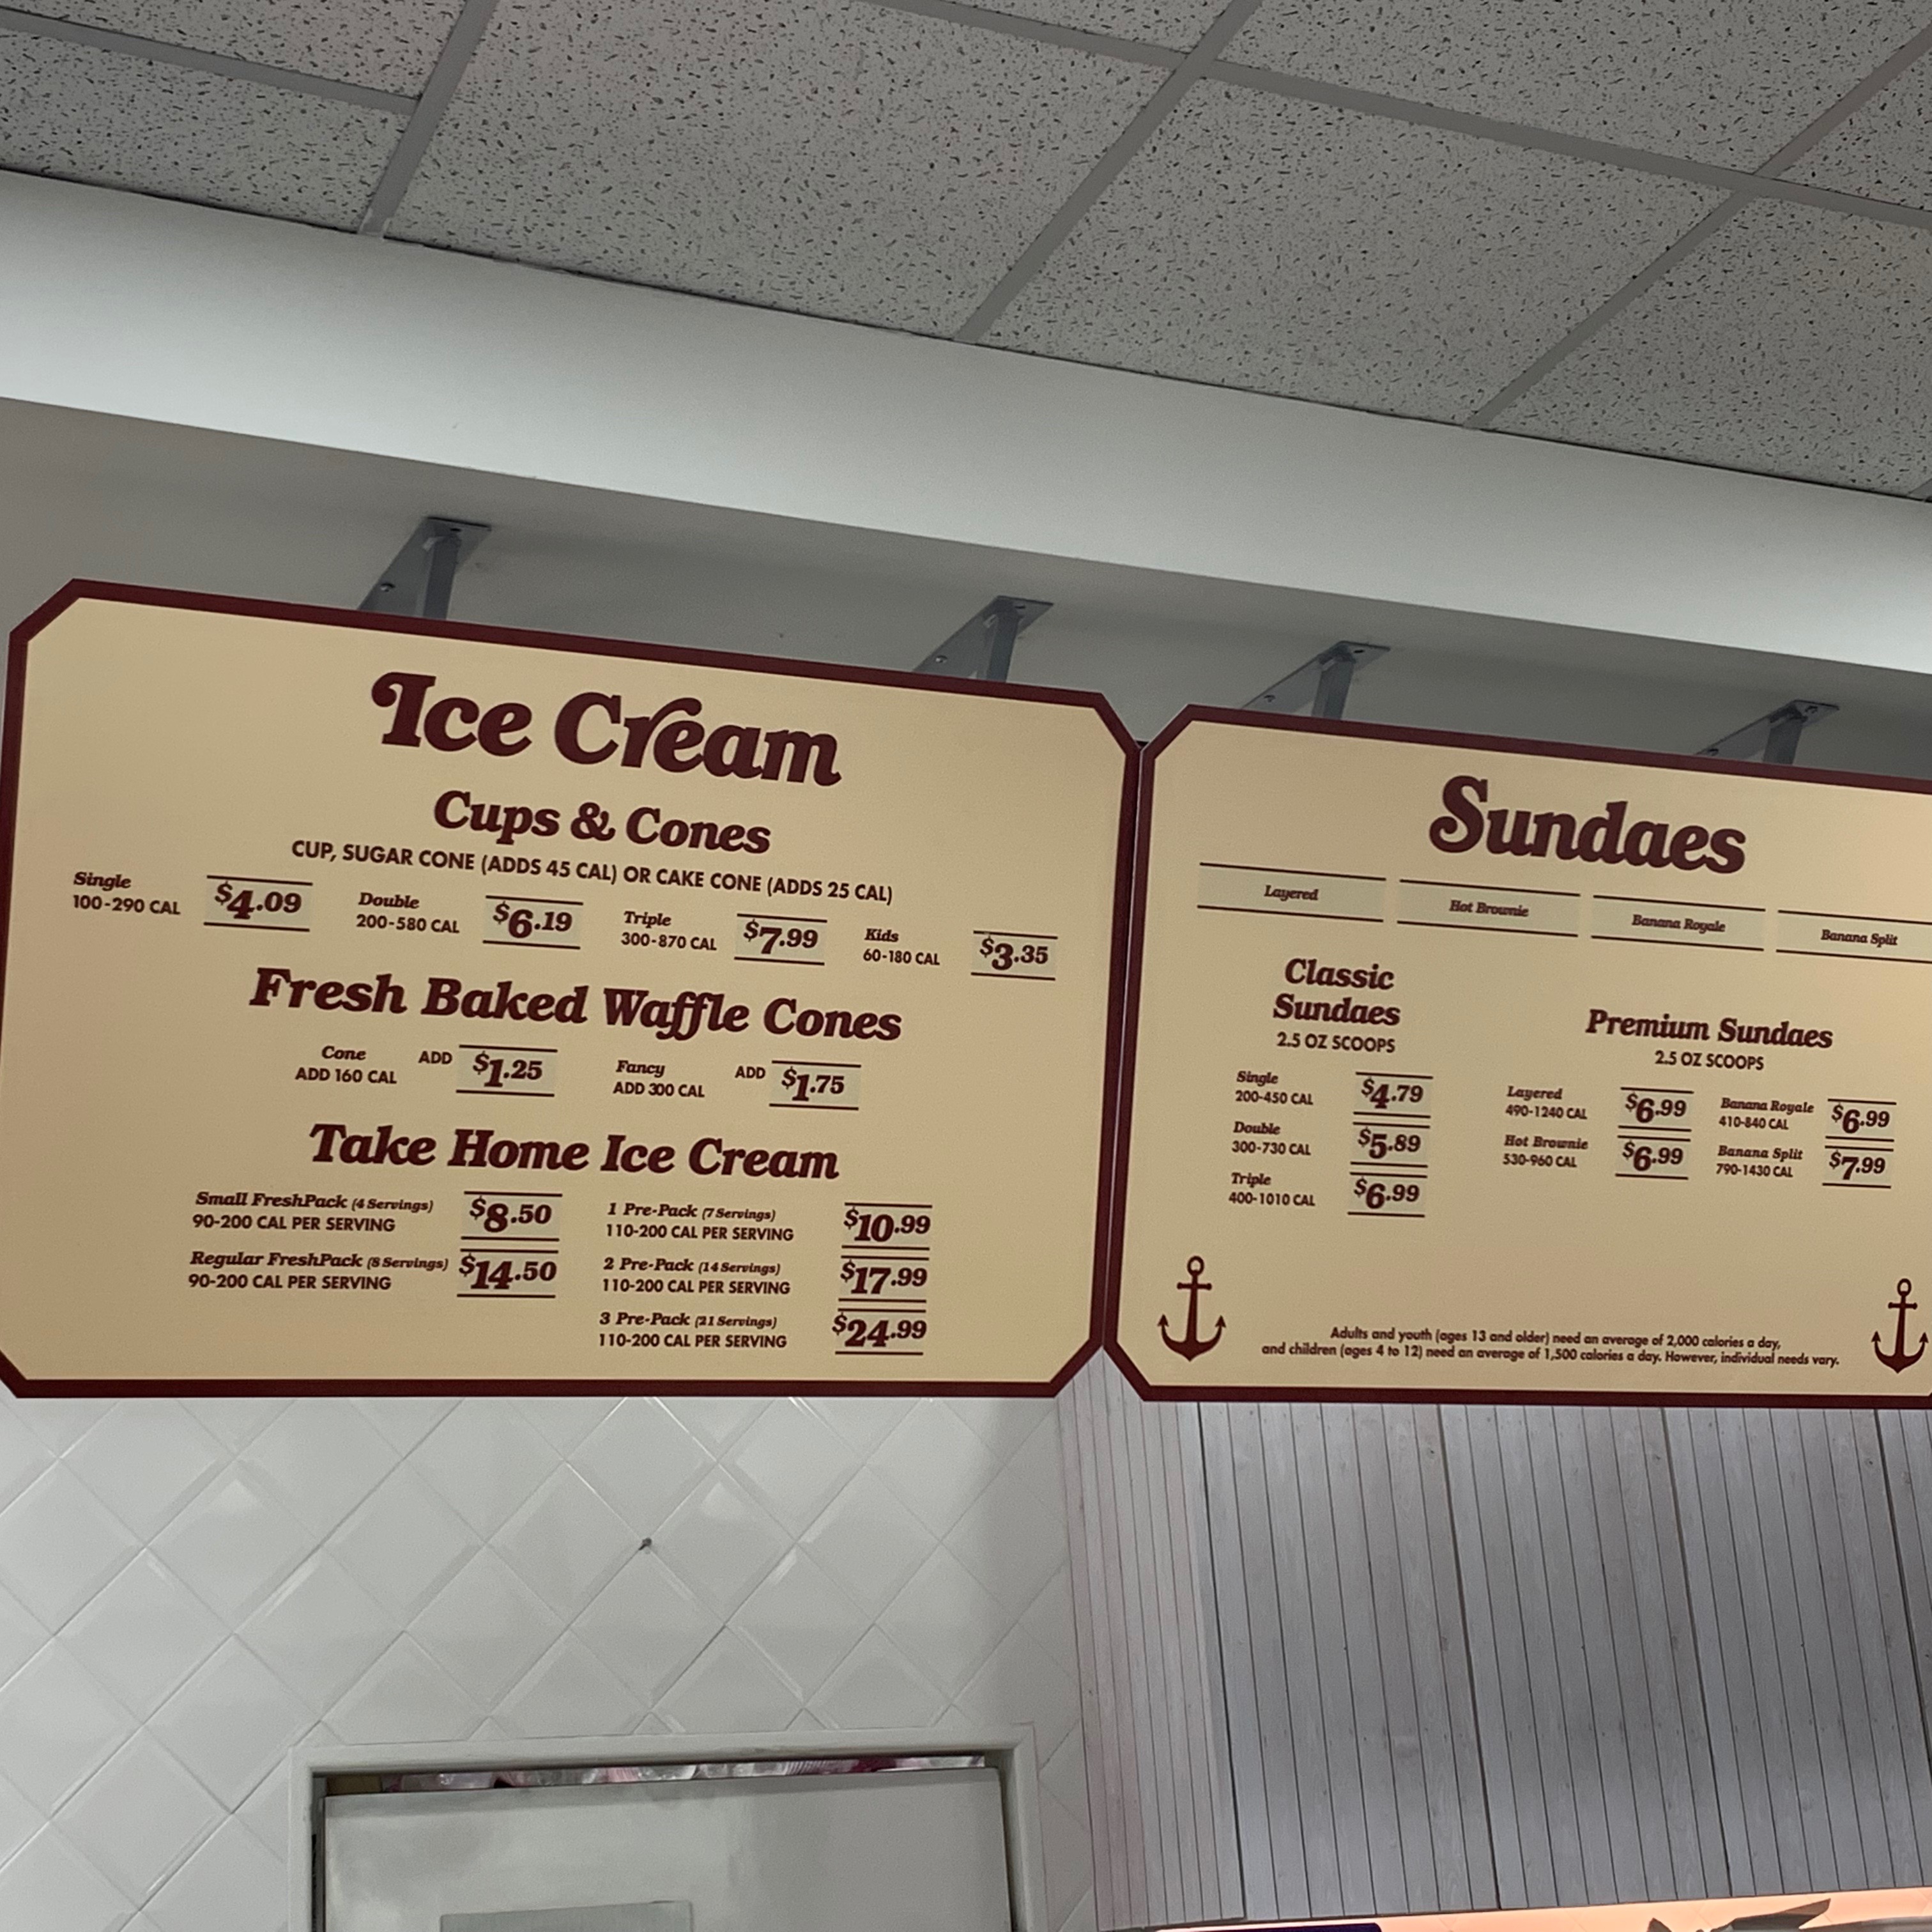 Ice Cream
Cups & Cones
CUP, SUGAR CONE (ADDS 45 CAL) OR CAKE CONE (ADDS 25 CAL)
Single
100-290 CAL
$4.09
Double
200-580 CAL
$6.19
Triple
300-870 CAL
$7.99
Kids
60-180 CAL
$3.35
Fresh Baked Waffle Cones
Cone
ADD 160 CAL
ADD $1.25
Fancy
ADD 300 CAL
ADD $1.75
Take Home Ice Cream
Small FreshPack (4 Servings)
90-200 CAL PER SERVING
$8.50
Regular FreshPack (8 Servings)
90-200 CAL PER SERVING
$14.50
1 Pre-Pack (7 Servings)
110-200 CAL PER SERVING
$10.99
2 Pre-Pack (14 Servings)
110-200 CAL PER SERVING
$17.99
3 Pre-Pack (21 Servings)
110-200 CAL PER SERVING
$24.99
Sundaes
Layered
Hot Brownie
Banana Royale
Banana Split
Classic
Sundaes
2.5 OZ SCOOPS
Single
200-450 CAL
$4.79
Double
300-730 CAL
$5.89
Triple
400-1010 CAL
$6.99
Premium Sundaes
2.5 OZ SCOOPS
Layered
490-1240 CAL
$6.99
Hot Brownie
530-960 CAL
$6.99
Banana Royale
410-840 CAL
$6.99
Banana Split
790-1430 CAL
$7.99
Adults and youth (ages 13 and older) need an average of 2,000 calories a day,
and children (ages 4 to 12) need an average of 1,500 calories a day. However, individual needs vary.